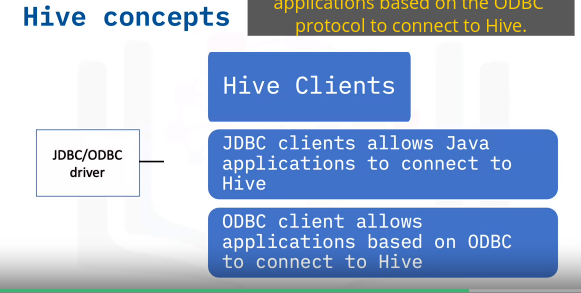 Hive concepts
applications based on the ODBC
protocol to connect to Hive.
Hive Clients
JDBC/ODBC
driver
JDBC clients allows Java
applications to connect to
Hive
ODBC client allows
applications based on ODBC
to connect to Hive